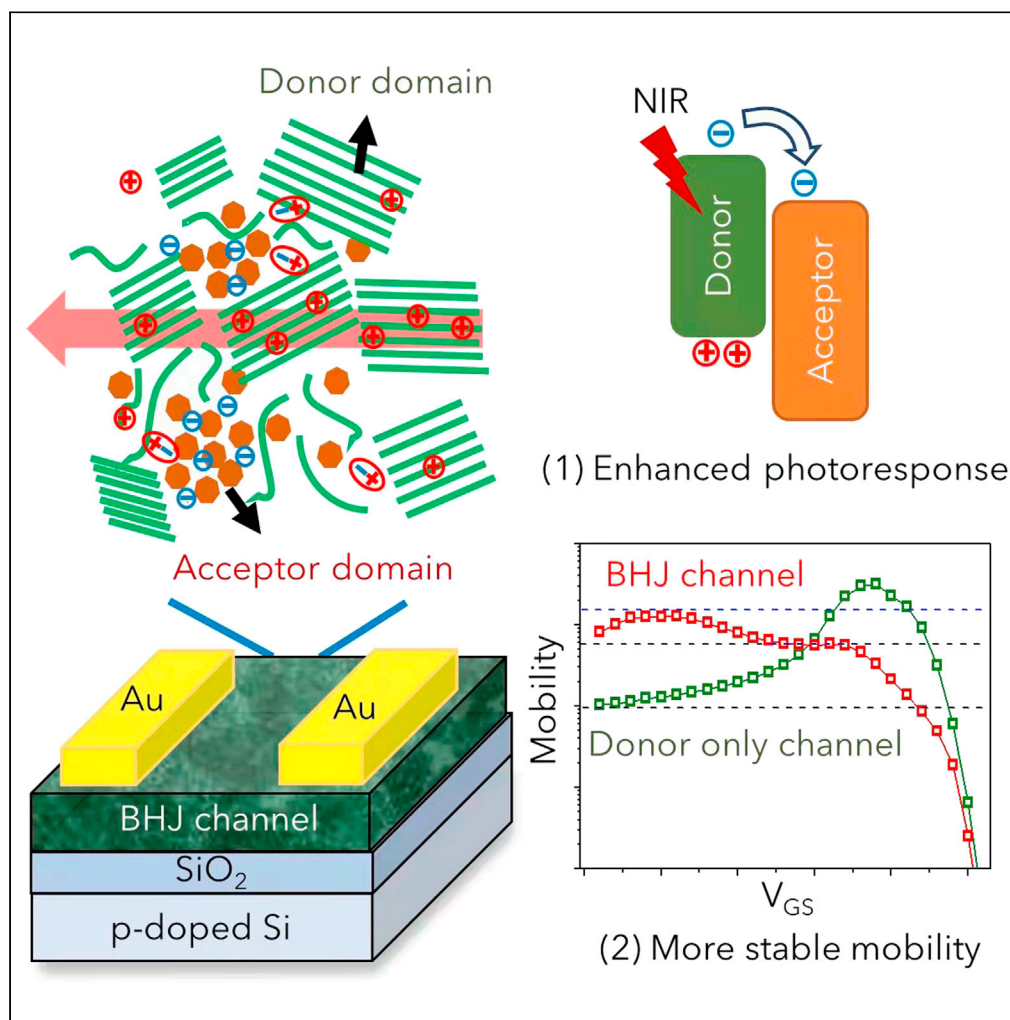 Donor domain
Acceptor domain
Au
Au
BHJ channel
SiO₂
p-doped Si
NIR
Donor
Acceptor
(1) Enhanced photoresponse
BHJ channel
Donor only channel
Mobility
V_GS
(2) More stable mobility